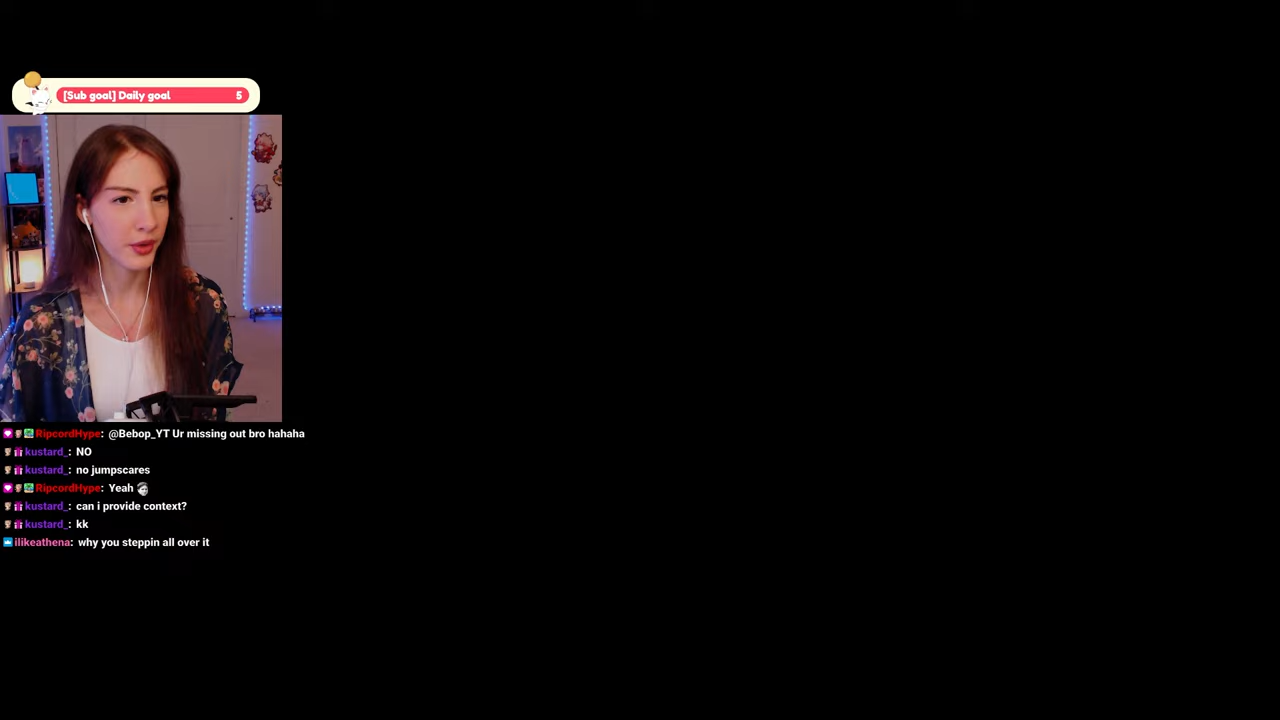 [Sub goal] Daily goal 5
RipcordHype: @Bebop_YT Ur missing out bro hahaha
kustard_: NO
kustard_: no jumpscares
RipcordHype: Yeah
kustard_: can i provide context?
kustard_: kk
ilikeathena: why you steppin all over it